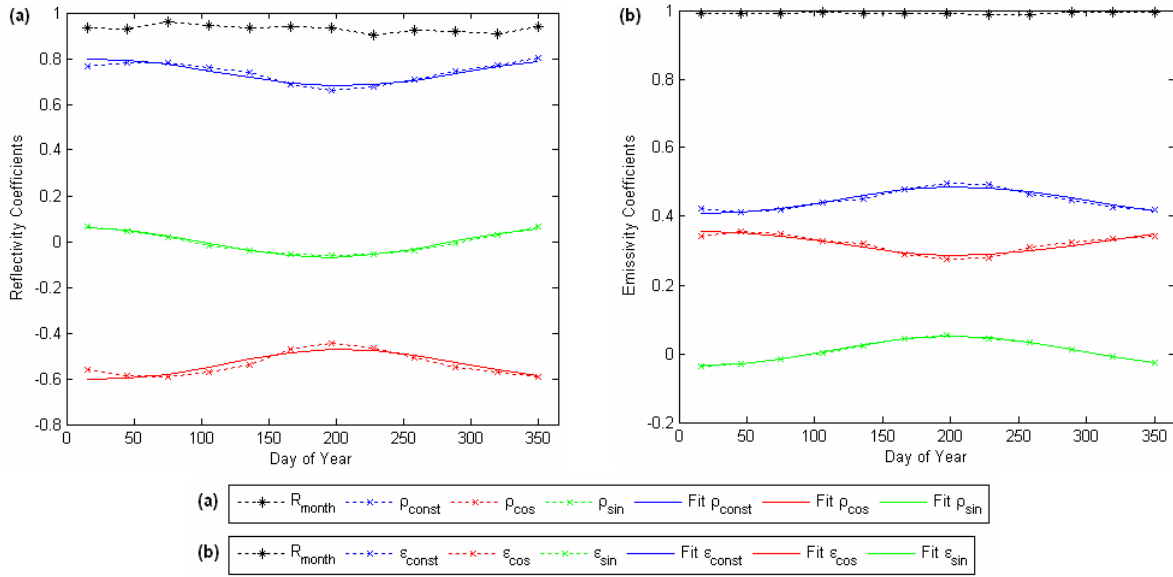 (a)
1
0.8
0.6
0.4
0.2
0
-0.2
-0.4
-0.6
-0.8
Reflectivity Coefficients
0 50 100 150 200 250 300 350
Day of Year
(b)
1
0.8
0.6
0.4
0.2
0
-0.2
Emissivity Coefficients
0 50 100 150 200 250 300 350
Day of Year
(a) R_month ρ_const ρ_cos ρ_sin Fit ρ_const Fit ρ_cos Fit ρ_sin
(b) R_month ε_const ε_cos ε_sin Fit ε_const Fit ε_cos Fit ε_sin